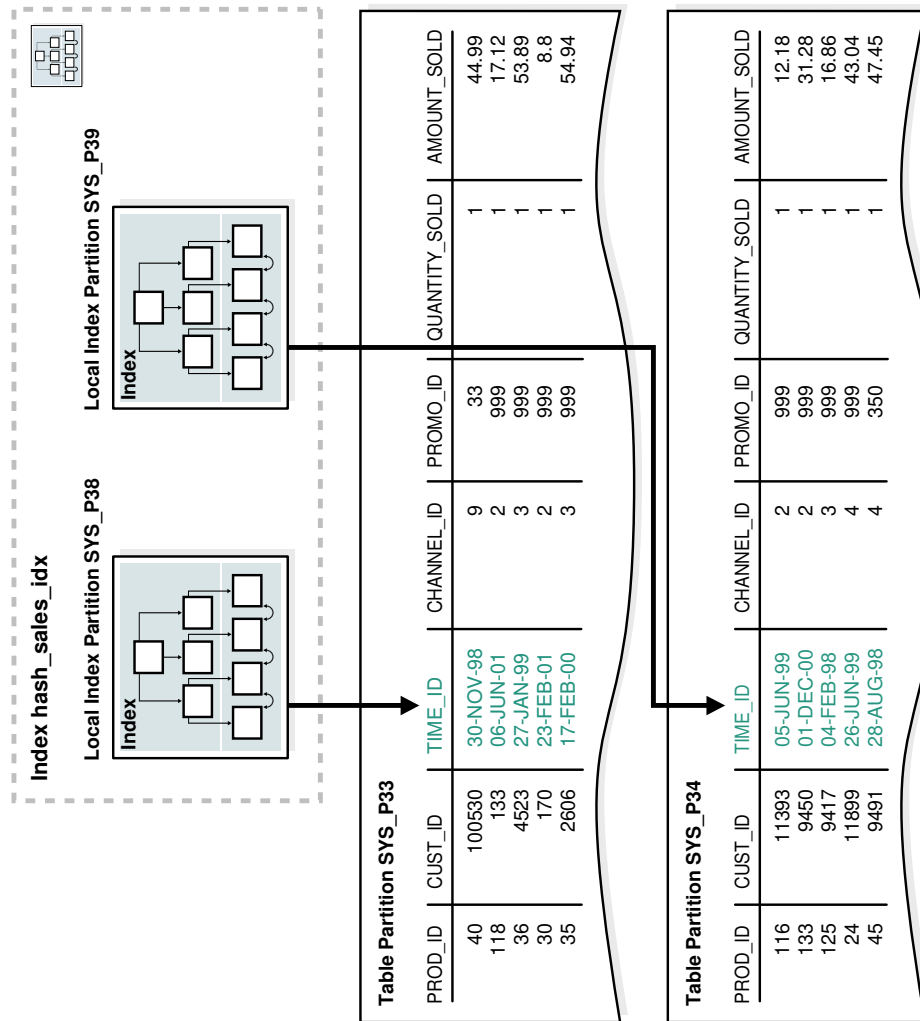 Index hash_sales_idx
Local Index Partition SYS_P38
Local Index Partition SYS_P39
Index
Index
Table Partition SYS_P33
PROD_ID CUST_ID TIME_ID CHANNEL_ID PROMO_ID QUANTITY_SOLD AMOUNT_SOLD
40 100530 30-NOV-98 9 33 1 44.99
118 133 06-JUN-01 2 999 1 17.12
36 4523 27-JAN-99 3 999 1 53.89
30 170 23-FEB-01 2 999 1 8.8
35 2606 17-FEB-00 3 999 1 54.94
Table Partition SYS_P34
PROD_ID CUST_ID TIME_ID CHANNEL_ID PROMO_ID QUANTITY_SOLD AMOUNT_SOLD
116 11393 05-JUN-99 2 999 1 12.18
133 9450 01-DEC-00 2 999 1 31.28
125 9417 04-FEB-98 3 999 1 16.86
24 11899 26-JUN-99 4 999 1 43.04
45 9491 28-AUG-98 4 350 1 47.45